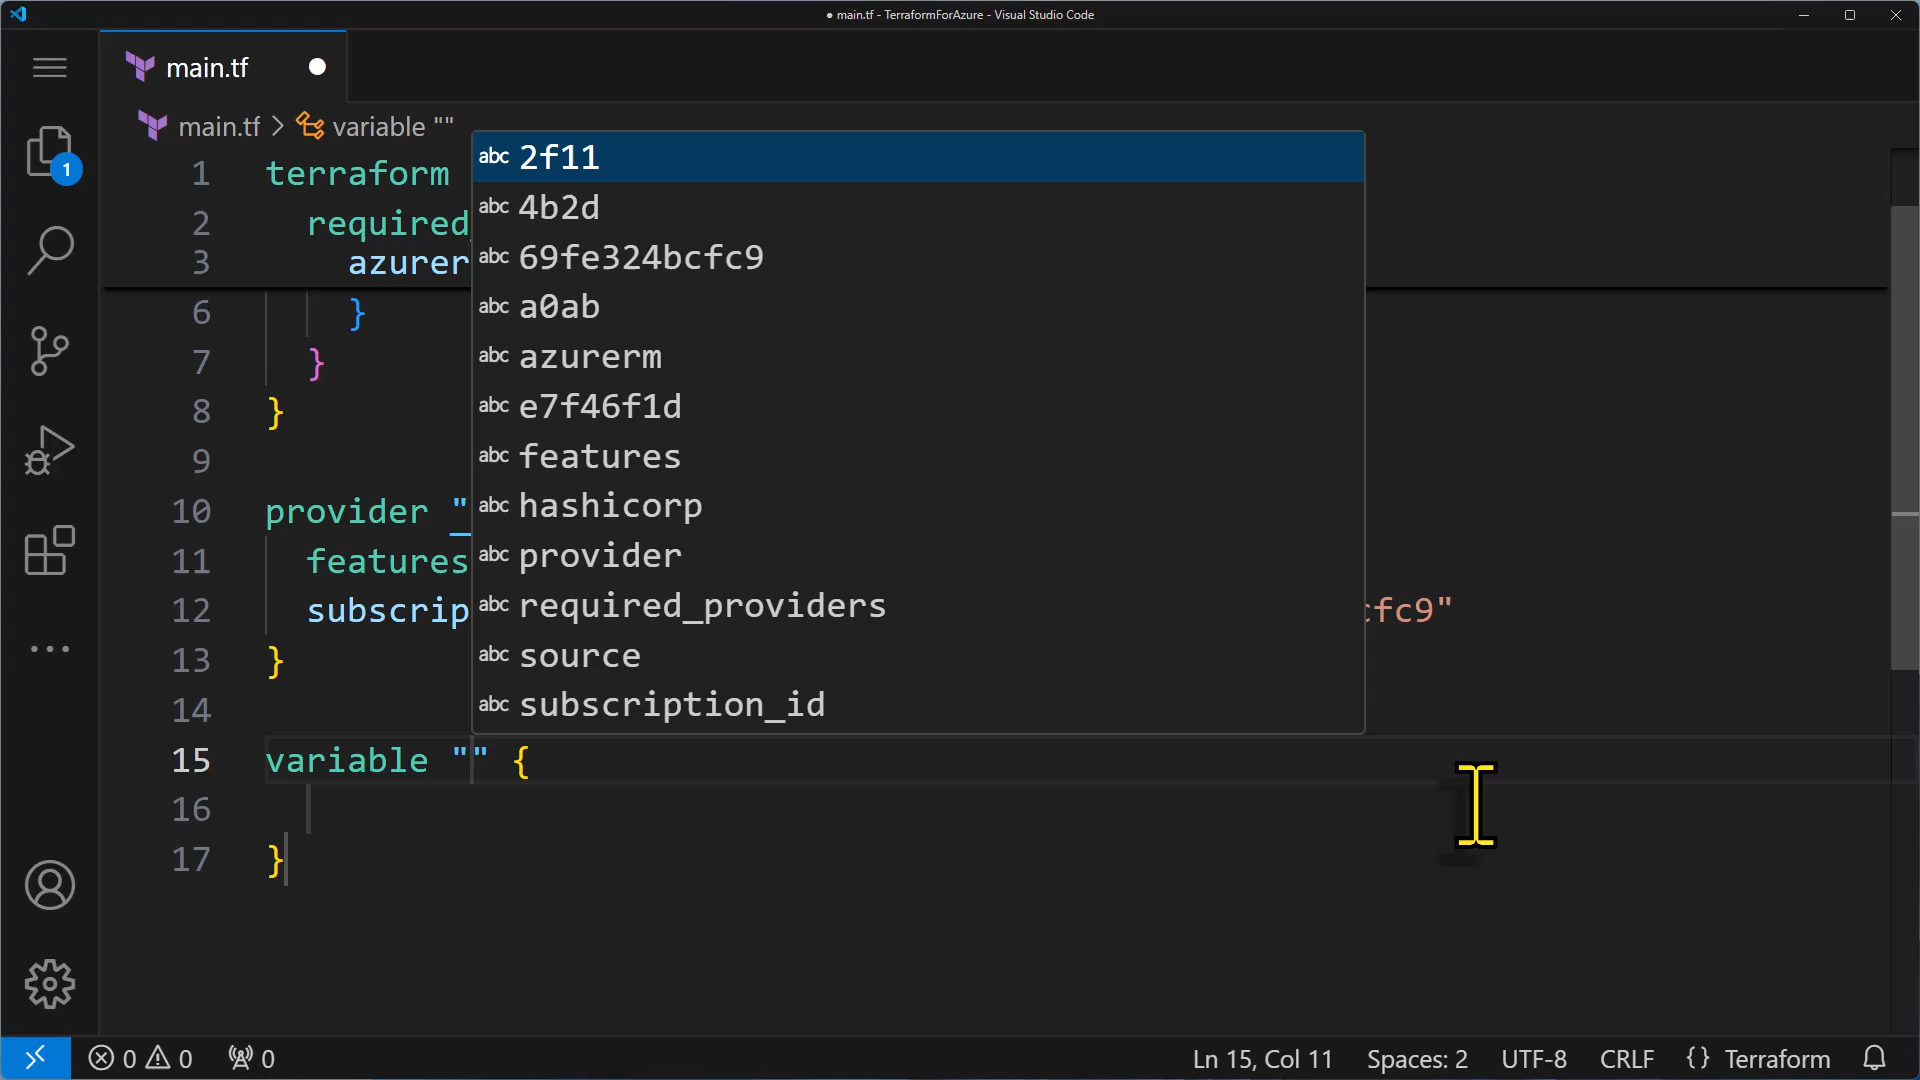 ● main.tf - TerraformForAzure - Visual Studio Code
main.tf
main.tf > variable ""
1
1 terraform
2 required_
3 azurer
6 }
7 }
8 }
9
10 provider "
11 features
12 subscrip cfc9"
13 }
14
15 variable "" {
16
17 }
abc 2f11
abc 4b2d
abc 69fe324bcfc9
abc a0ab
abc azurerm
abc e7f46f1d
abc features
abc hashicorp
abc provider
abc required_providers
abc source
abc subscription_id
0 0 0
Ln 15, Col 11 Spaces: 2 UTF-8 CRLF {} Terraform